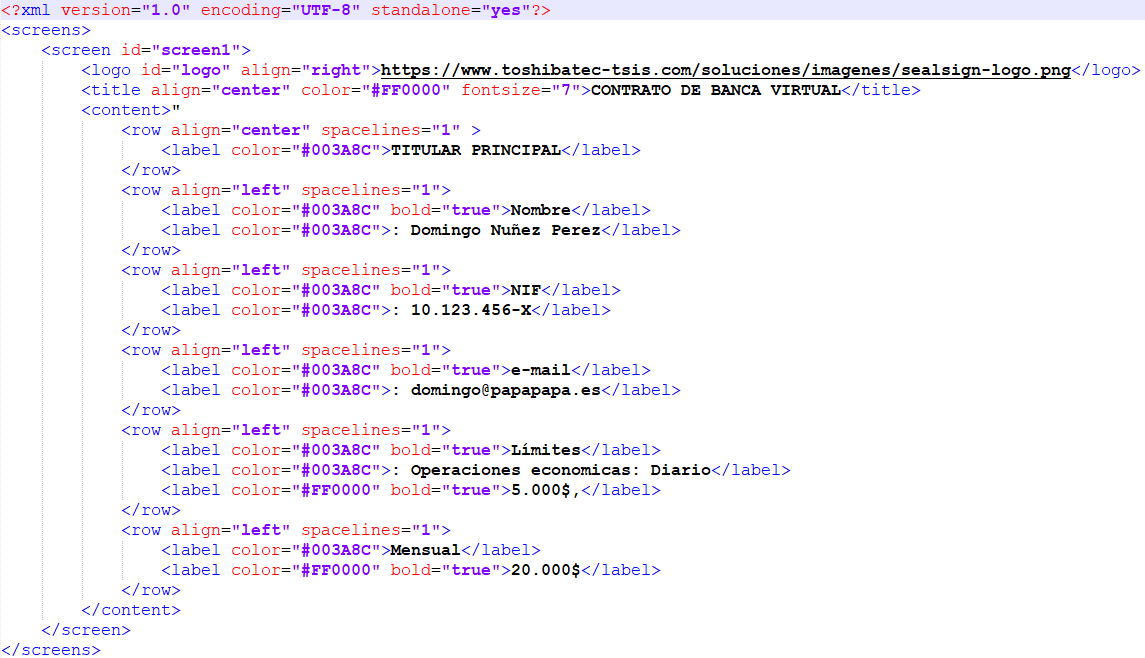 <?xml version="1.0" encoding="UTF-8" standalone="yes"?>
<screens>
    <screen id="screen1">
        <logo id="logo" align="right">https://www.toshibatec-tsis.com/soluciones/imagenes/sealsign-logo.png</logo>
        <title align="center" color="#FF0000" fontsize="7">CONTRATO DE BANCA VIRTUAL</title>
        <content>"
            <row align="center" spacelines="1" >
                <label color="#003A8C">TITULAR PRINCIPAL</label>
            </row>
            <row align="left" spacelines="1">
                <label color="#003A8C" bold="true">Nombre</label>
                <label color="#003A8C">: Domingo Nuñez Perez</label>
            </row>
            <row align="left" spacelines="1">
                <label color="#003A8C" bold="true">NIF</label>
                <label color="#003A8C">: 10.123.456-X</label>
            </row>
            <row align="left" spacelines="1">
                <label color="#003A8C" bold="true">e-mail</label>
                <label color="#003A8C">: domingo@papapapa.es</label>
            </row>
            <row align="left" spacelines="1">
                <label color="#003A8C" bold="true">Límites</label>
                <label color="#003A8C">: Operaciones economicas: Diario</label>
                <label color="#FF0000" bold="true">5.000$,</label>
            </row>
            <row align="left" spacelines="1">
                <label color="#003A8C">Mensual</label>
                <label color="#FF0000" bold="true">20.000$</label>
            </row>
        </content>
    </screen>
</screens>